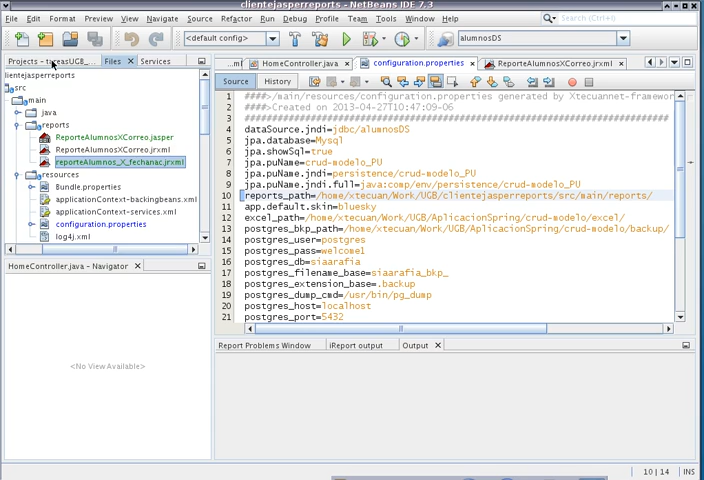 clientejasperreports - NetBeans IDE 7.3
File Edit Format View Navigate Source Refactor Run Debug Profile Team Tools Window Help Search (Ctrl+I)
<default config> alumnosDS
Files Services
...mf HomeController.java configuration.properties ReporteAlumnosXCorreo.jrxml
Source History
lientejasperreports
src
main
java
reports
ReporteAlumnosXCorreo.jasper
ReporteAlumnosXCorreo.jrxml
reporteAlumnos_X_fechanac.jrxml
resources
Bundle.properties
applicationContext-backingbeans.xml
applicationContext-services.xml
configuration.properties
log4j.xml
1 ####>/main/resources/configuration.properties generated by Xtecuannet-framewor
2 ####>Created on 2013-04-27T10:47:09-06
3 ##################################################################
4 dataSource.jndi=jdbc/alumnosDS
5 jpa.database=Mysql
6 jpa.showSql=true
7 jpa.puName=crud-modelo_PU
8 jpa.puName.jndi=persistence/crud-modelo_PU
9 jpa.puName.jndi.full=java:comp/env/persistence/crud-modelo_PU
10 reports_path=/home/xtecuan/Work/UGB/clientejasperreports/src/main/reports/
11 app.default.skin=bluesky
12 excel_path=/home/xtecuan/Work/UGB/AplicacionSpring/crud-modelo/excel/
13 postgres_bkp_path=/home/xtecuan/Work/UGB/AplicacionSpring/crud-modelo/backup/
14 postgres_user=postgres
15 postgres_pass=welcome1
16 postgres_db=siaarafia
17 postgres_filename_base=siaarafia_bkp_
18 postgres_extension_base=.backup
19 postgres_dump_cmd=/usr/bin/pg_dump
20 postgres_host=localhost
21 postgres_port=5432
HomeController.java - Navigator
<No View Available>
Report Problems Window iReport output Output
10 | 14 INS